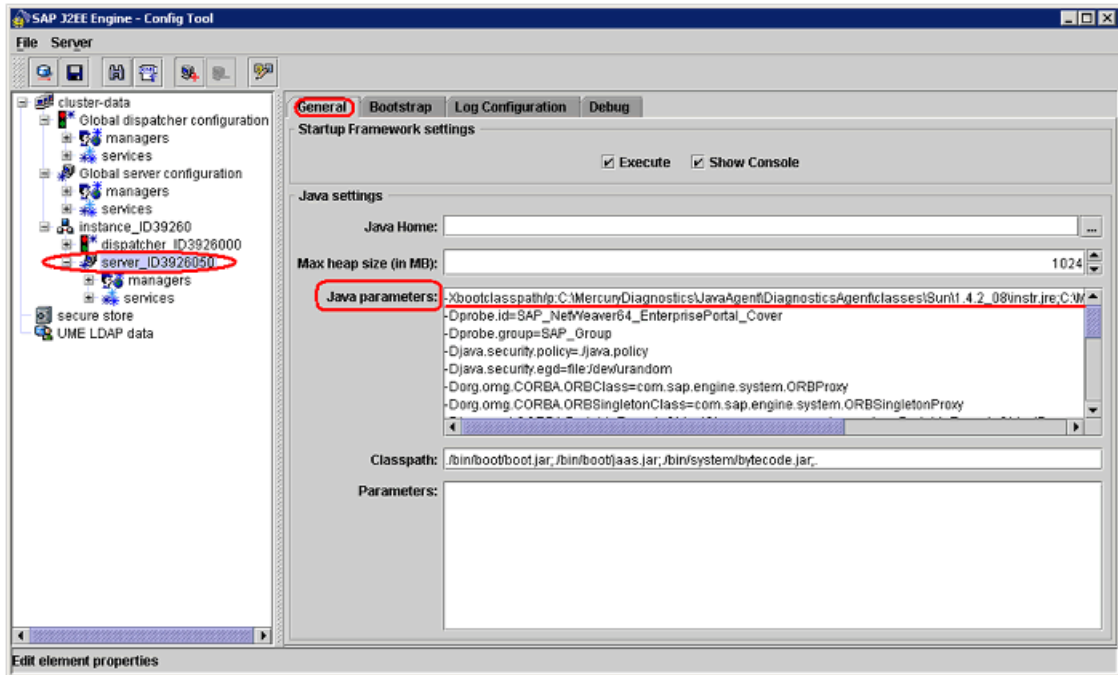 SAP J2EE Engine - Config Tool
File Server
cluster-data
Global dispatcher configuration
managers
services
Global server configuration
managers
services
instance_ID39260
dispatcher_ID3926000
server_ID3926050
managers
services
secure store
UME LDAP data
General Bootstrap Log Configuration Debug
Startup Framework settings
Execute Show Console
Java settings
Java Home: ...
Max heap size (in MB): 1024
Java parameters:
-Xbootclasspath/p:C:\MercuryDiagnostics\JavaAgent\DiagnosticsAgent\classes\Sun\1.4.2_08\instr.jre;C:\M
-Dprobe.id=SAP_NetWeaver64_EnterprisePortal_Cover
-Dprobe.group=SAP_Group
-Djava.security.policy=./java.policy
-Djava.security.egd=file:/dev/urandom
-Dorg.omg.CORBA.ORBClass=com.sap.engine.system.ORBProxy
-Dorg.omg.CORBA.ORBSingletonClass=com.sap.engine.system.ORBSingletonProxy
Classpath: ./bin/boot/boot.jar;./bin/boot/jaas.jar;./bin/system/bytecode.jar;.
Parameters:
Edit element properties